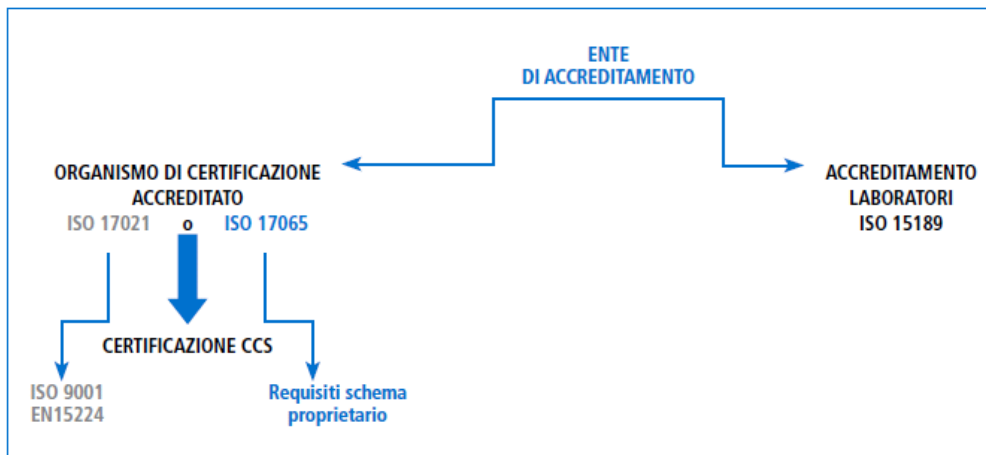 ENTE
DI ACCREDITAMENTO
ORGANISMO DI CERTIFICAZIONE
ACCREDITATO
ISO 17021 o ISO 17065
ACCREDITAMENTO
LABORATORI
ISO 15189
CERTIFICAZIONE CCS
ISO 9001
EN15224
Requisiti schema
proprietario